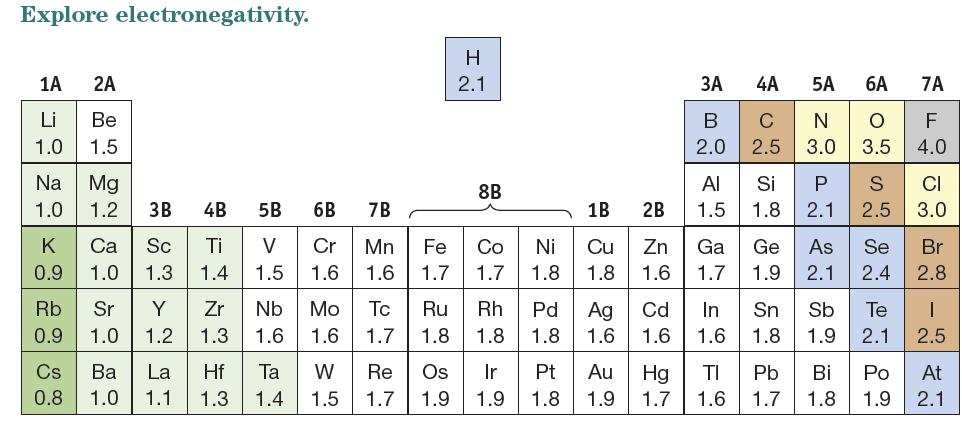 Explore electronegativity.
H
2.1
1A 2A 3A 4A 5A 6A 7A
Li Be B C N O F
1.0 1.5 2.0 2.5 3.0 3.5 4.0
Na Mg Al Si P S Cl
1.0 1.2 1.5 1.8 2.1 2.5 3.0
3B 4B 5B 6B 7B 8B 1B 2B
K Ca Sc Ti V Cr Mn Fe Co Ni Cu Zn Ga Ge As Se Br
0.9 1.0 1.3 1.4 1.5 1.6 1.6 1.7 1.7 1.8 1.8 1.6 1.7 1.9 2.1 2.4 2.8
Rb Sr Y Zr Nb Mo Tc Ru Rh Pd Ag Cd In Sn Sb Te I
0.9 1.0 1.2 1.3 1.6 1.6 1.7 1.8 1.8 1.8 1.6 1.6 1.6 1.8 1.9 2.1 2.5
Cs Ba La Hf Ta W Re Os Ir Pt Au Hg Tl Pb Bi Po At
0.8 1.0 1.1 1.3 1.4 1.5 1.7 1.9 1.9 1.8 1.9 1.7 1.6 1.7 1.8 1.9 2.1